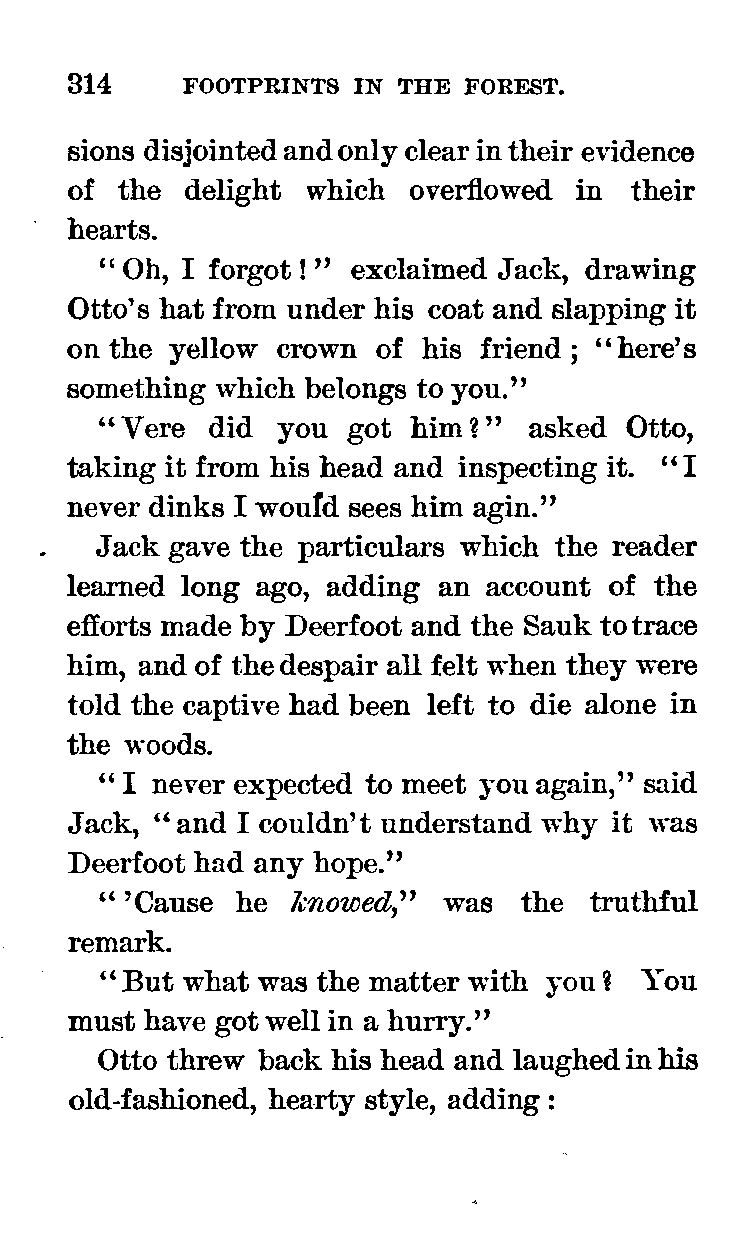 314 FOOTPRINTS IN THE FOREST.
sions disjointed and only clear in their evidence
of the delight which overflowed in their
hearts.
"Oh, I forgot!" exclaimed Jack, drawing
Otto's hat from under his coat and slapping it
on the yellow crown of his friend; "here's
something which belongs to you."
"Vere did you got him?" asked Otto,
taking it from his head and inspecting it. "I
never dinks I would sees him agin."
Jack gave the particulars which the reader
learned long ago, adding an account of the
efforts made by Deerfoot and the Sauk to trace
him, and of the despair all felt when they were
told the captive had been left to die alone in
the woods.
"I never expected to meet you again," said
Jack, "and I couldn't understand why it was
Deerfoot had any hope."
"'Cause he knowed," was the truthful
remark.
"But what was the matter with you? You
must have got well in a hurry."
Otto threw back his head and laughed in his
old-fashioned, hearty style, adding: